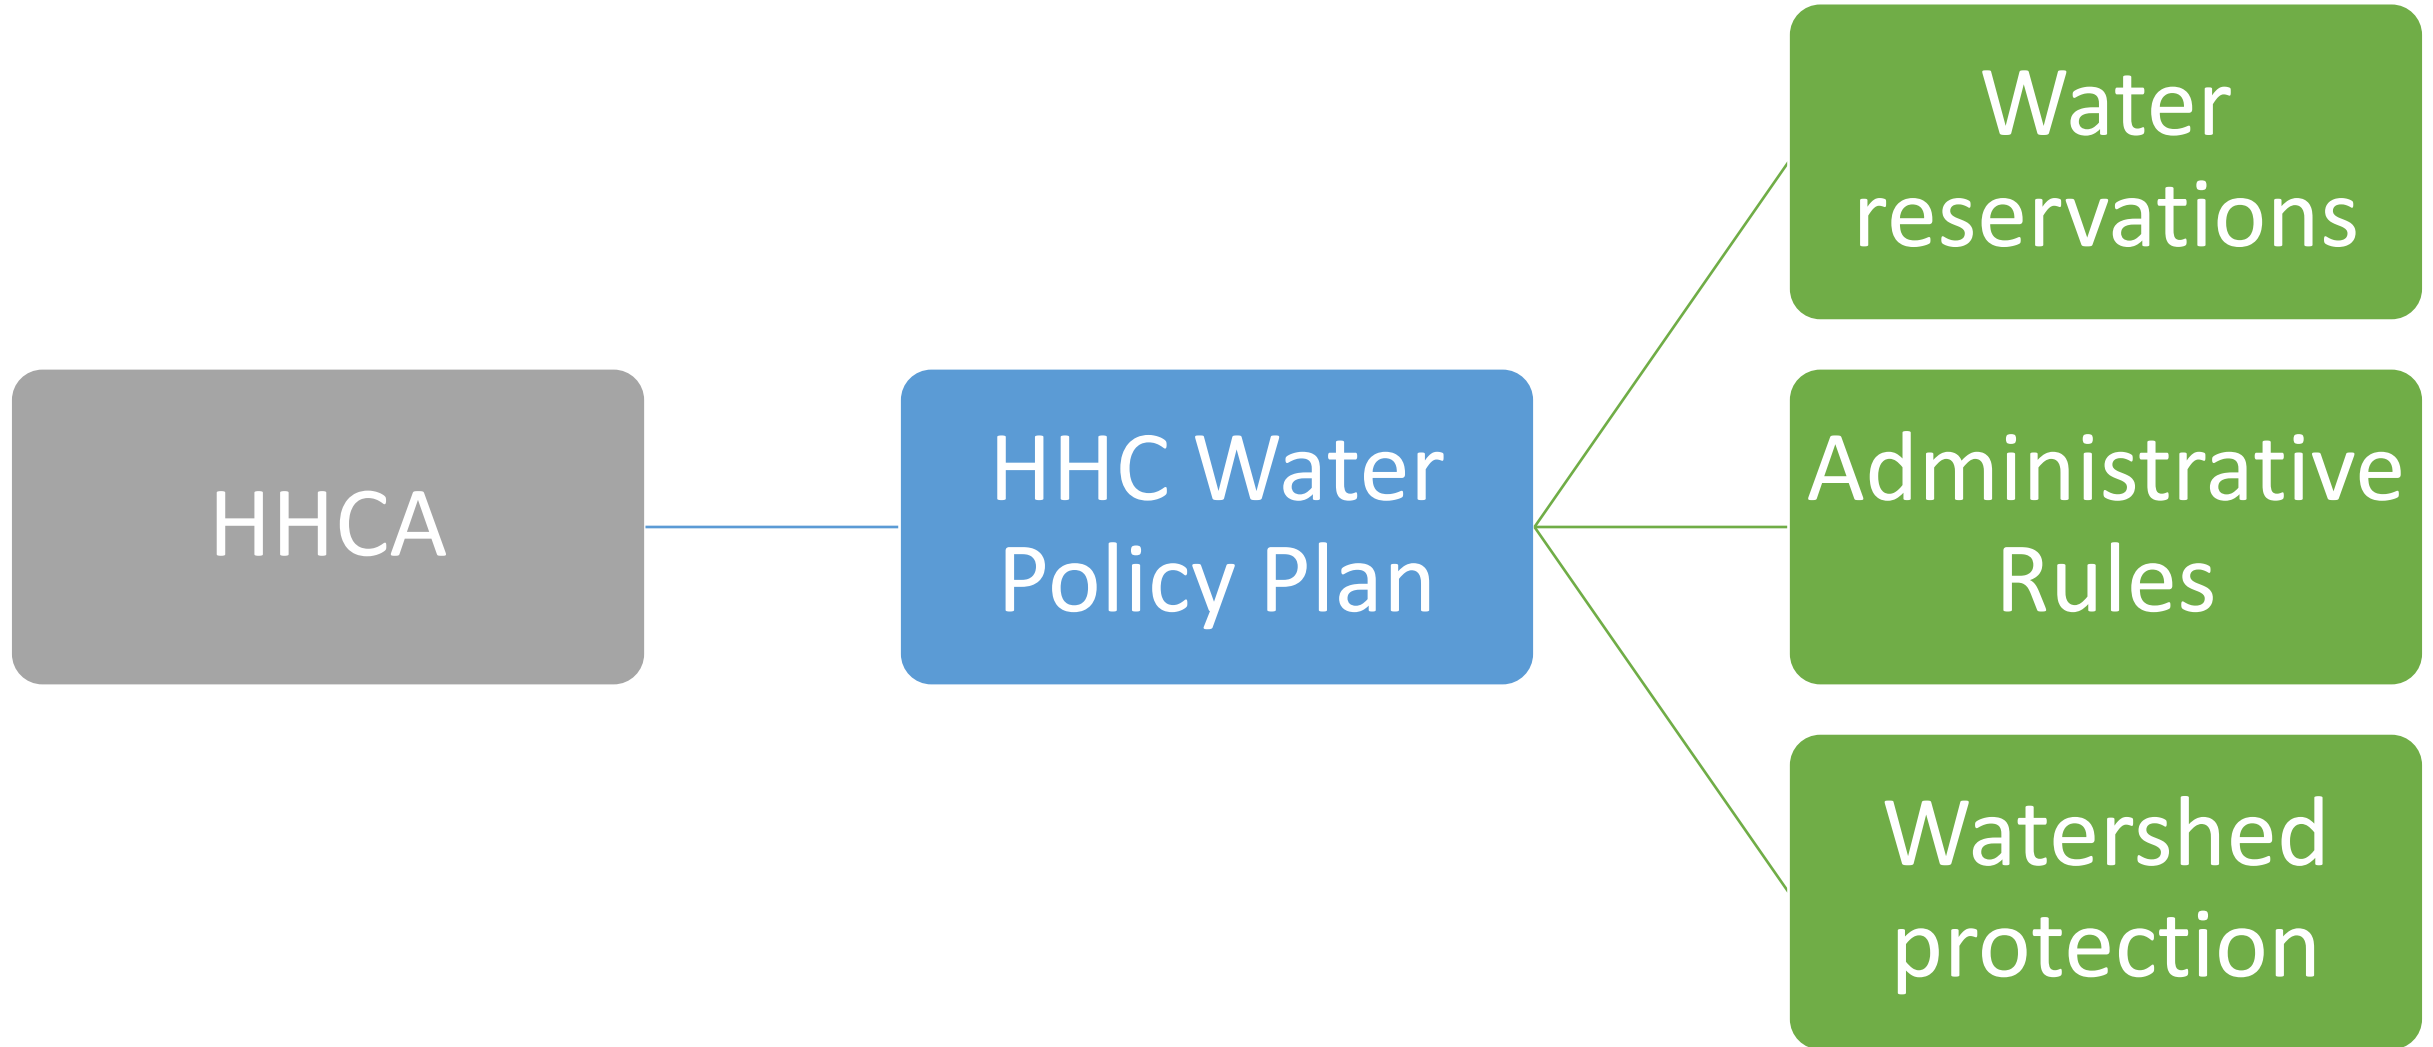 HHCA
HHC Water
Policy Plan
Water
reservations
Administrative
Rules
Watershed
protection